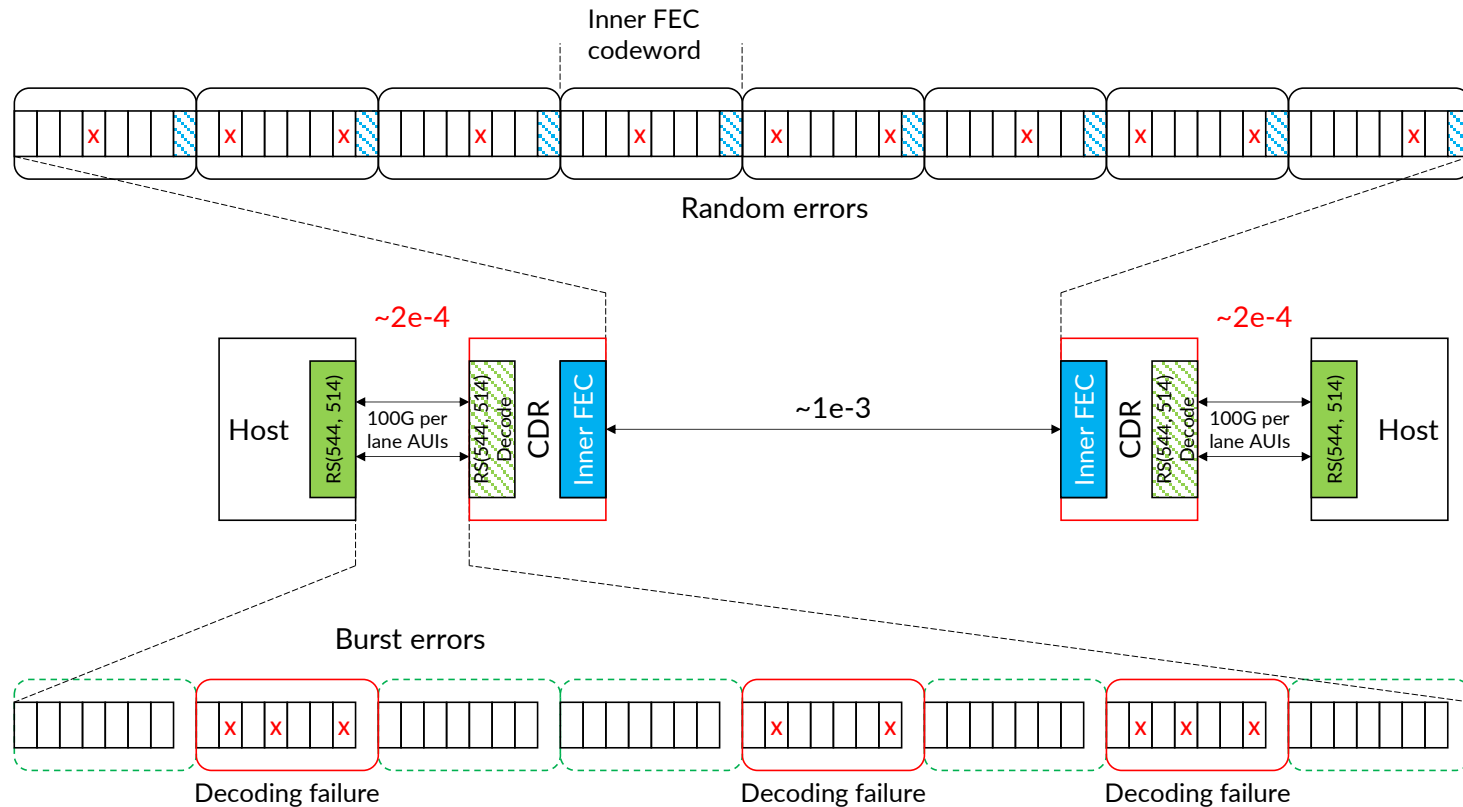 Inner FEC
codeword
x x x x x x x x x x x
Random errors
~2e-4 ~2e-4
Host
RS(544, 514)
100G per
lane AUIs
RS(544, 514)
Decode
CDR
Inner FEC
~1e-3
Inner FEC
CDR
RS(544, 514)
Decode
100G per
lane AUIs
RS(544, 514)
Host
Burst errors
x x x x x x x x
Decoding failure Decoding failure Decoding failure